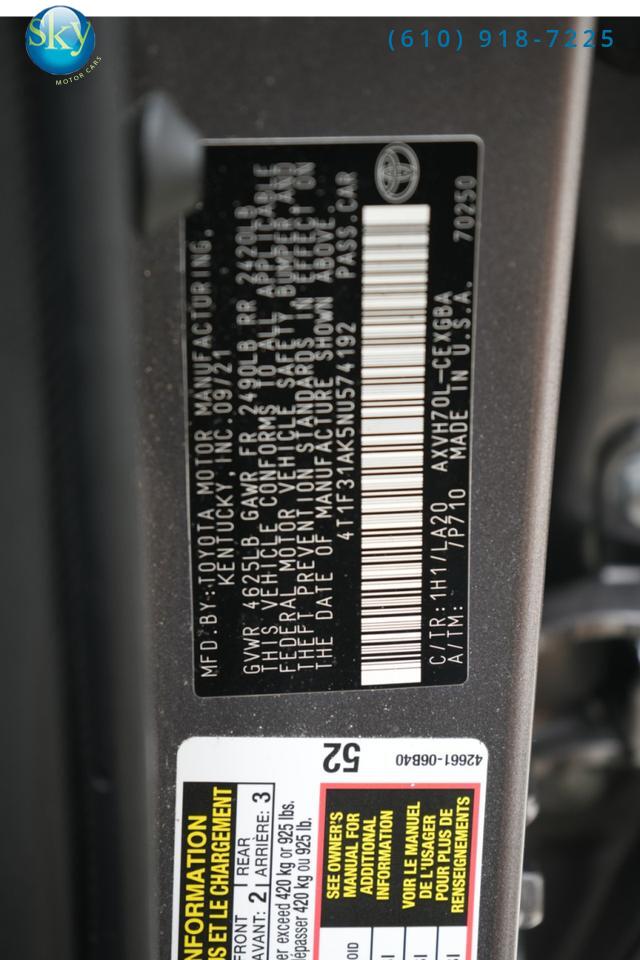 Sky
MOTOR CARS
(610) 918-7225
MFD.BY:TOYOTA MOTOR MANUFACTURING,
KENTUCKY, INC.09/21
GVWR 4625LB GAWR FR 2490LB RR 2420LB
THIS VEHICLE CONFORMS TO ALL APPLICABLE
FEDERAL MOTOR VEHICLE SAFETY, BUMPER, AND
THEFT PREVENTION STANDARDS IN EFFECT ON
THE DATE OF MANUFACTURE SHOWN ABOVE.
4T1F31AK5NU574192 PASS.CAR
C/TR:1H1/LA20 AXVH70L-CEXGBA
A/TM: 7P710 MADE IN U.S.A. 70250
NFORMATION
IS ET LE CHARGEMENT
FRONT
AVANT: 2
REAR
ARRIÈRE: 3
er exceed 420 kg or 925 lbs.
dépasser 420 kg ou 925 lb.
52
SEE OWNER'S
MANUAL FOR
ADDITIONAL
INFORMATION
VOIR LE MANUEL
DE L'USAGER
POUR PLUS DE
RENSEIGNEMENTS
42661-06B40